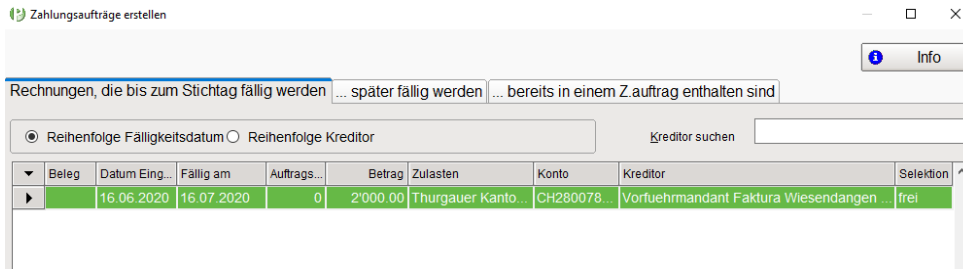 Zahlungsaufträge erstellen
Info
Rechnungen, die bis zum Stichtag fällig werden ... später fällig werden ... bereits in einem Z.auftrag enthalten sind
Reihenfolge Fälligkeitsdatum Reihenfolge Kreditor Kreditor suchen
Beleg Datum Eing... Fällig am Auftrags... Betrag Zulasten Konto Kreditor Selektion
16.06.2020 16.07.2020 0 2'000.00 Thurgauer Kanto... CH280078... Vorfuehrmandant Faktura Wiesendangen ... frei